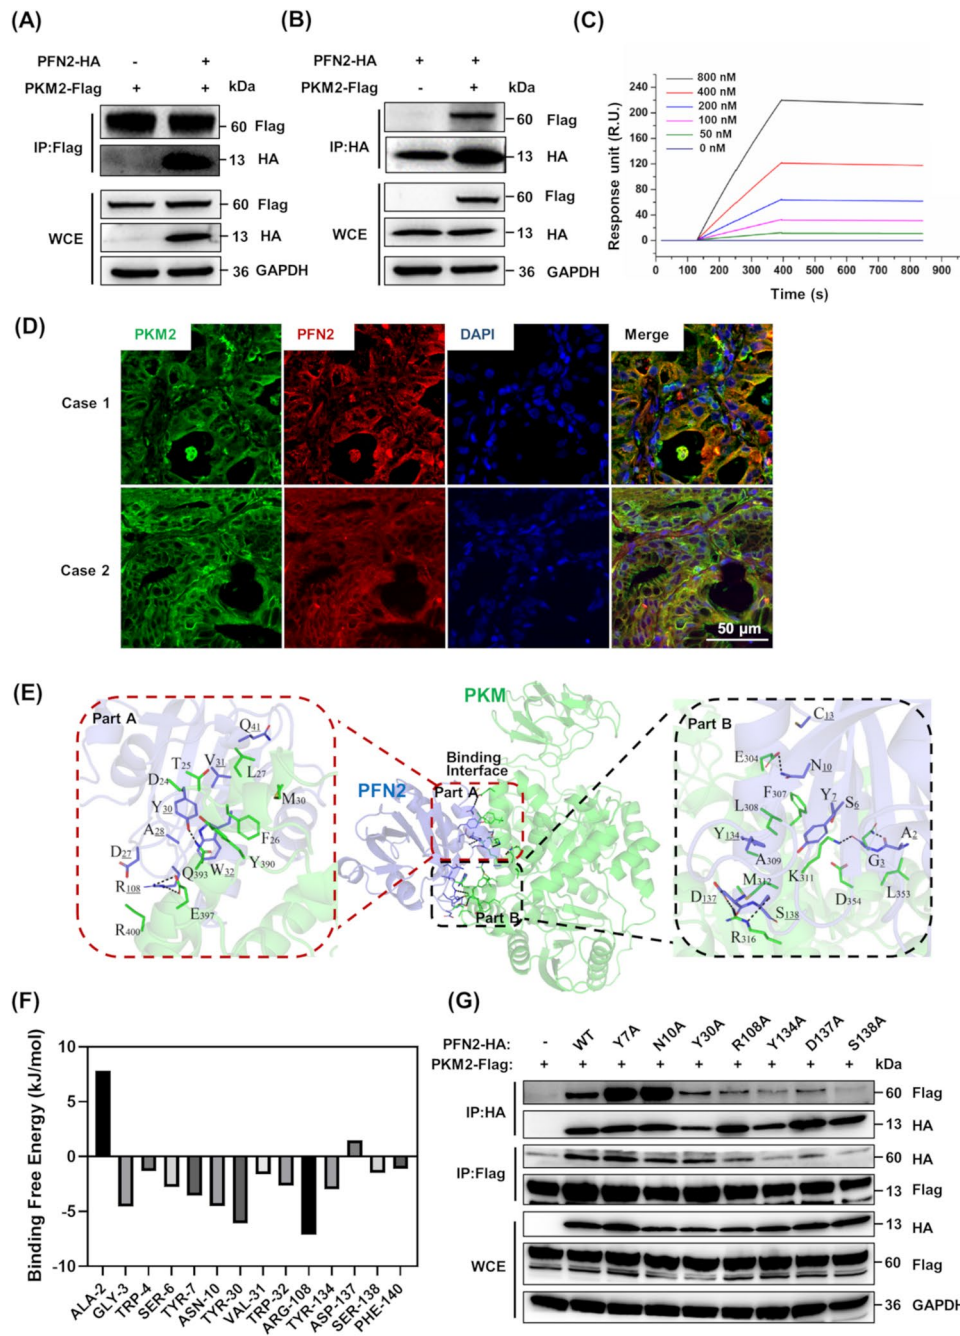 (A)
PFN2-HA - +
PKM2-Flag + + kDa
IP:Flag
60 Flag
13 HA
WCE
60 Flag
13 HA
36 GAPDH
(B)
PFN2-HA + +
PKM2-Flag - + kDa
IP:HA
60 Flag
13 HA
WCE
60 Flag
13 HA
36 GAPDH
(C)
Response unit (R.U.)
240
200
160
120
80
40
0
800 nM
400 nM
200 nM
100 nM
50 nM
0 nM
0 100 200 300 400 500 600 700 800 900
Time (s)
(D)
PKM2 PFN2 DAPI Merge
Case 1
Case 2
50 μm
(E)
Part A
Q41
V31
T25
L27
D24
M30
Y30
A28
F26
D27
Y390
Q393
W32
R108
E397
R400
PKM
PFN2
Binding
Interface
Part A
Part B
Part B
C13
E304
N10
F307
Y7
S6
L308
Y134
A2
A309
G3
K311
M312
L353
D137
D354
S138
R316
(F)
Binding Free Energy (kJ/mol)
10
5
0
-5
-10
ALA-2
GLY-3
TRP-4
SER-6
TYR-7
ASN-10
TYR-30
VAL-31
TRP-32
ARG-108
TYR-134
ASP-137
SER-138
PHE-140
(G)
PFN2-HA: - WT Y7A N10A Y30A R108A Y134A D137A S138A
PKM2-Flag: + + + + + + + + + kDa
IP:HA
60 Flag
13 HA
IP:Flag
60 HA
13 Flag
WCE
13 HA
60 Flag
36 GAPDH